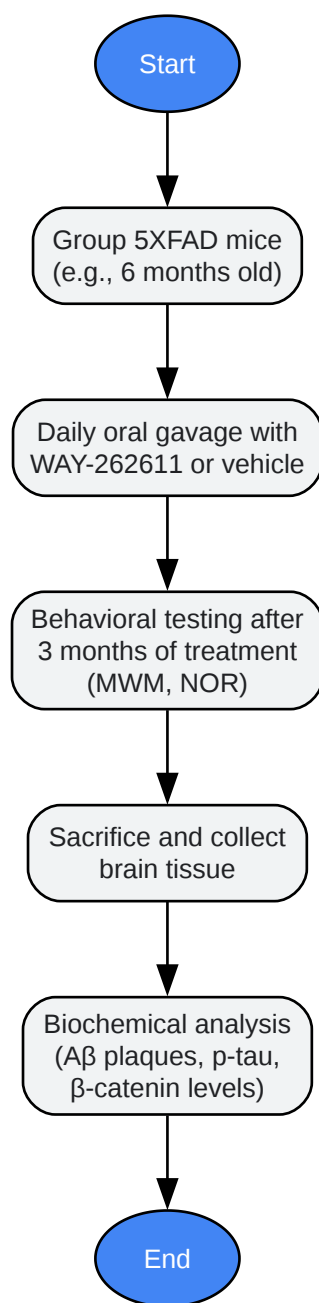 Start
Group 5XFAD mice
(e.g., 6 months old)
Daily oral gavage with
WAY-262611 or vehicle
Behavioral testing after
3 months of treatment
(MWM, NOR)
Sacrifice and collect
brain tissue
Biochemical analysis
(Aβ plaques, p-tau,
β-catenin levels)
End